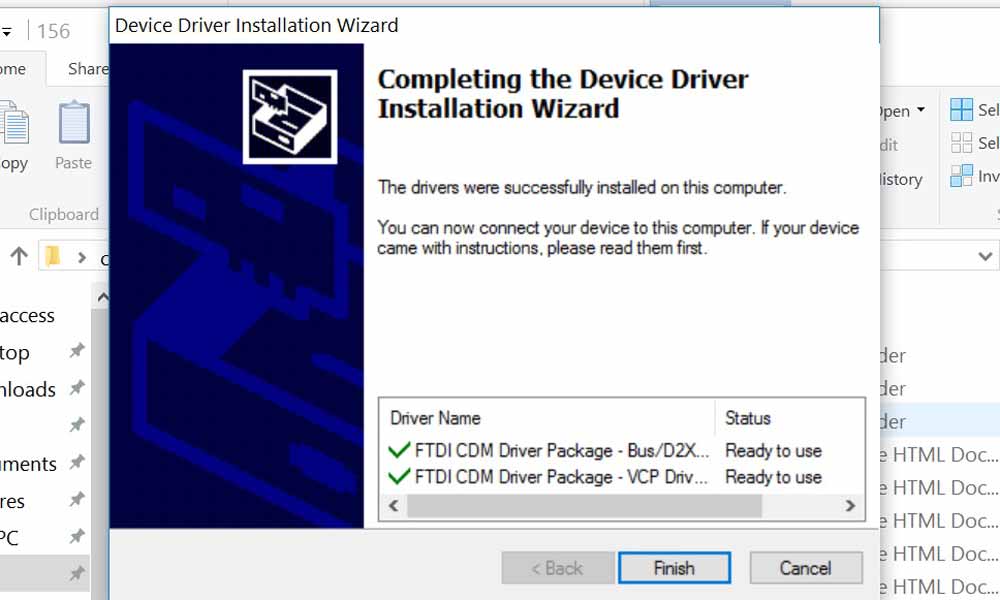 156
Device Driver Installation Wizard
Share
Completing the Device Driver
Installation Wizard
Paste
Clipboard
The drivers were successfully installed on this computer.
You can now connect your device to this computer. If your device
came with instructions, please read them first.
Driver Name Status
FTDI CDM Driver Package - Bus/D2X... Ready to use
FTDI CDM Driver Package - VCP Driv... Ready to use
< Back Finish Cancel
ome
opy
pen
dit
istory
Sel
Sel
Inv
access
top
nloads
uments
res
PC
der
der
der
e HTML Doc...
e HTML Doc...
e HTML Doc...
e HTML Doc...
e HTML Doc...